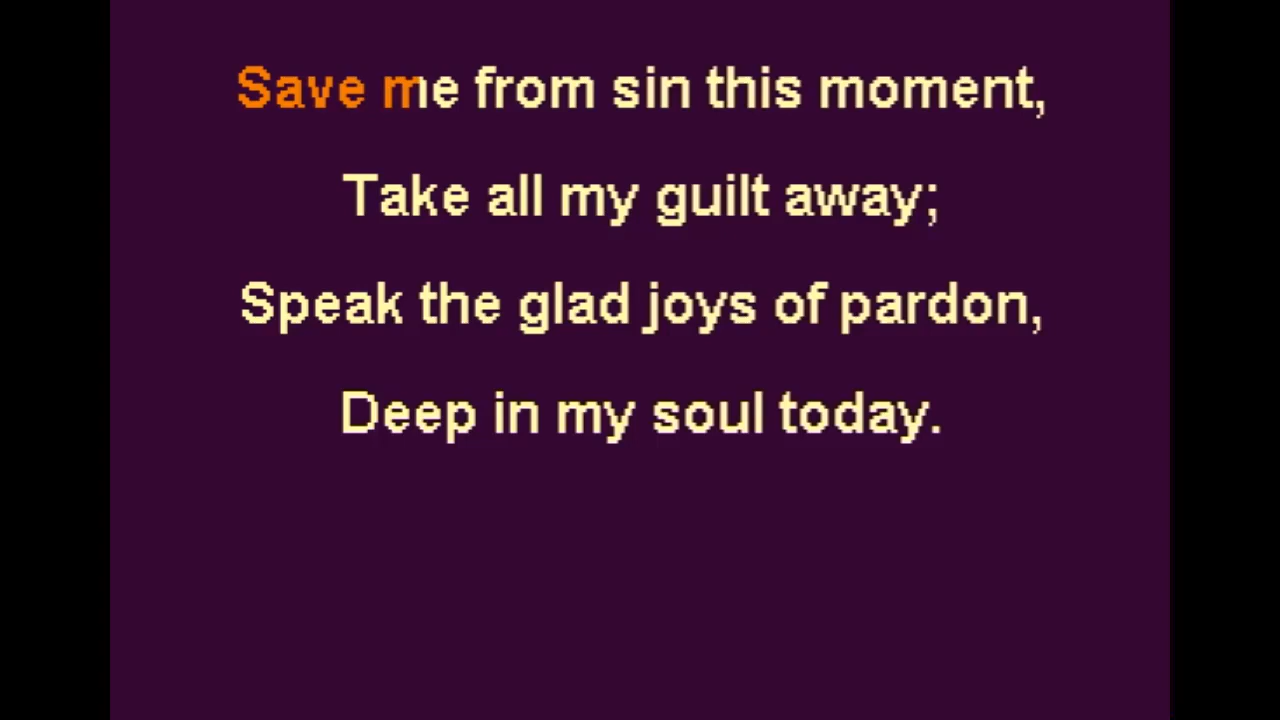 Save me from sin this moment,
Take all my guilt away;
Speak the glad joys of pardon,
Deep in my soul today.